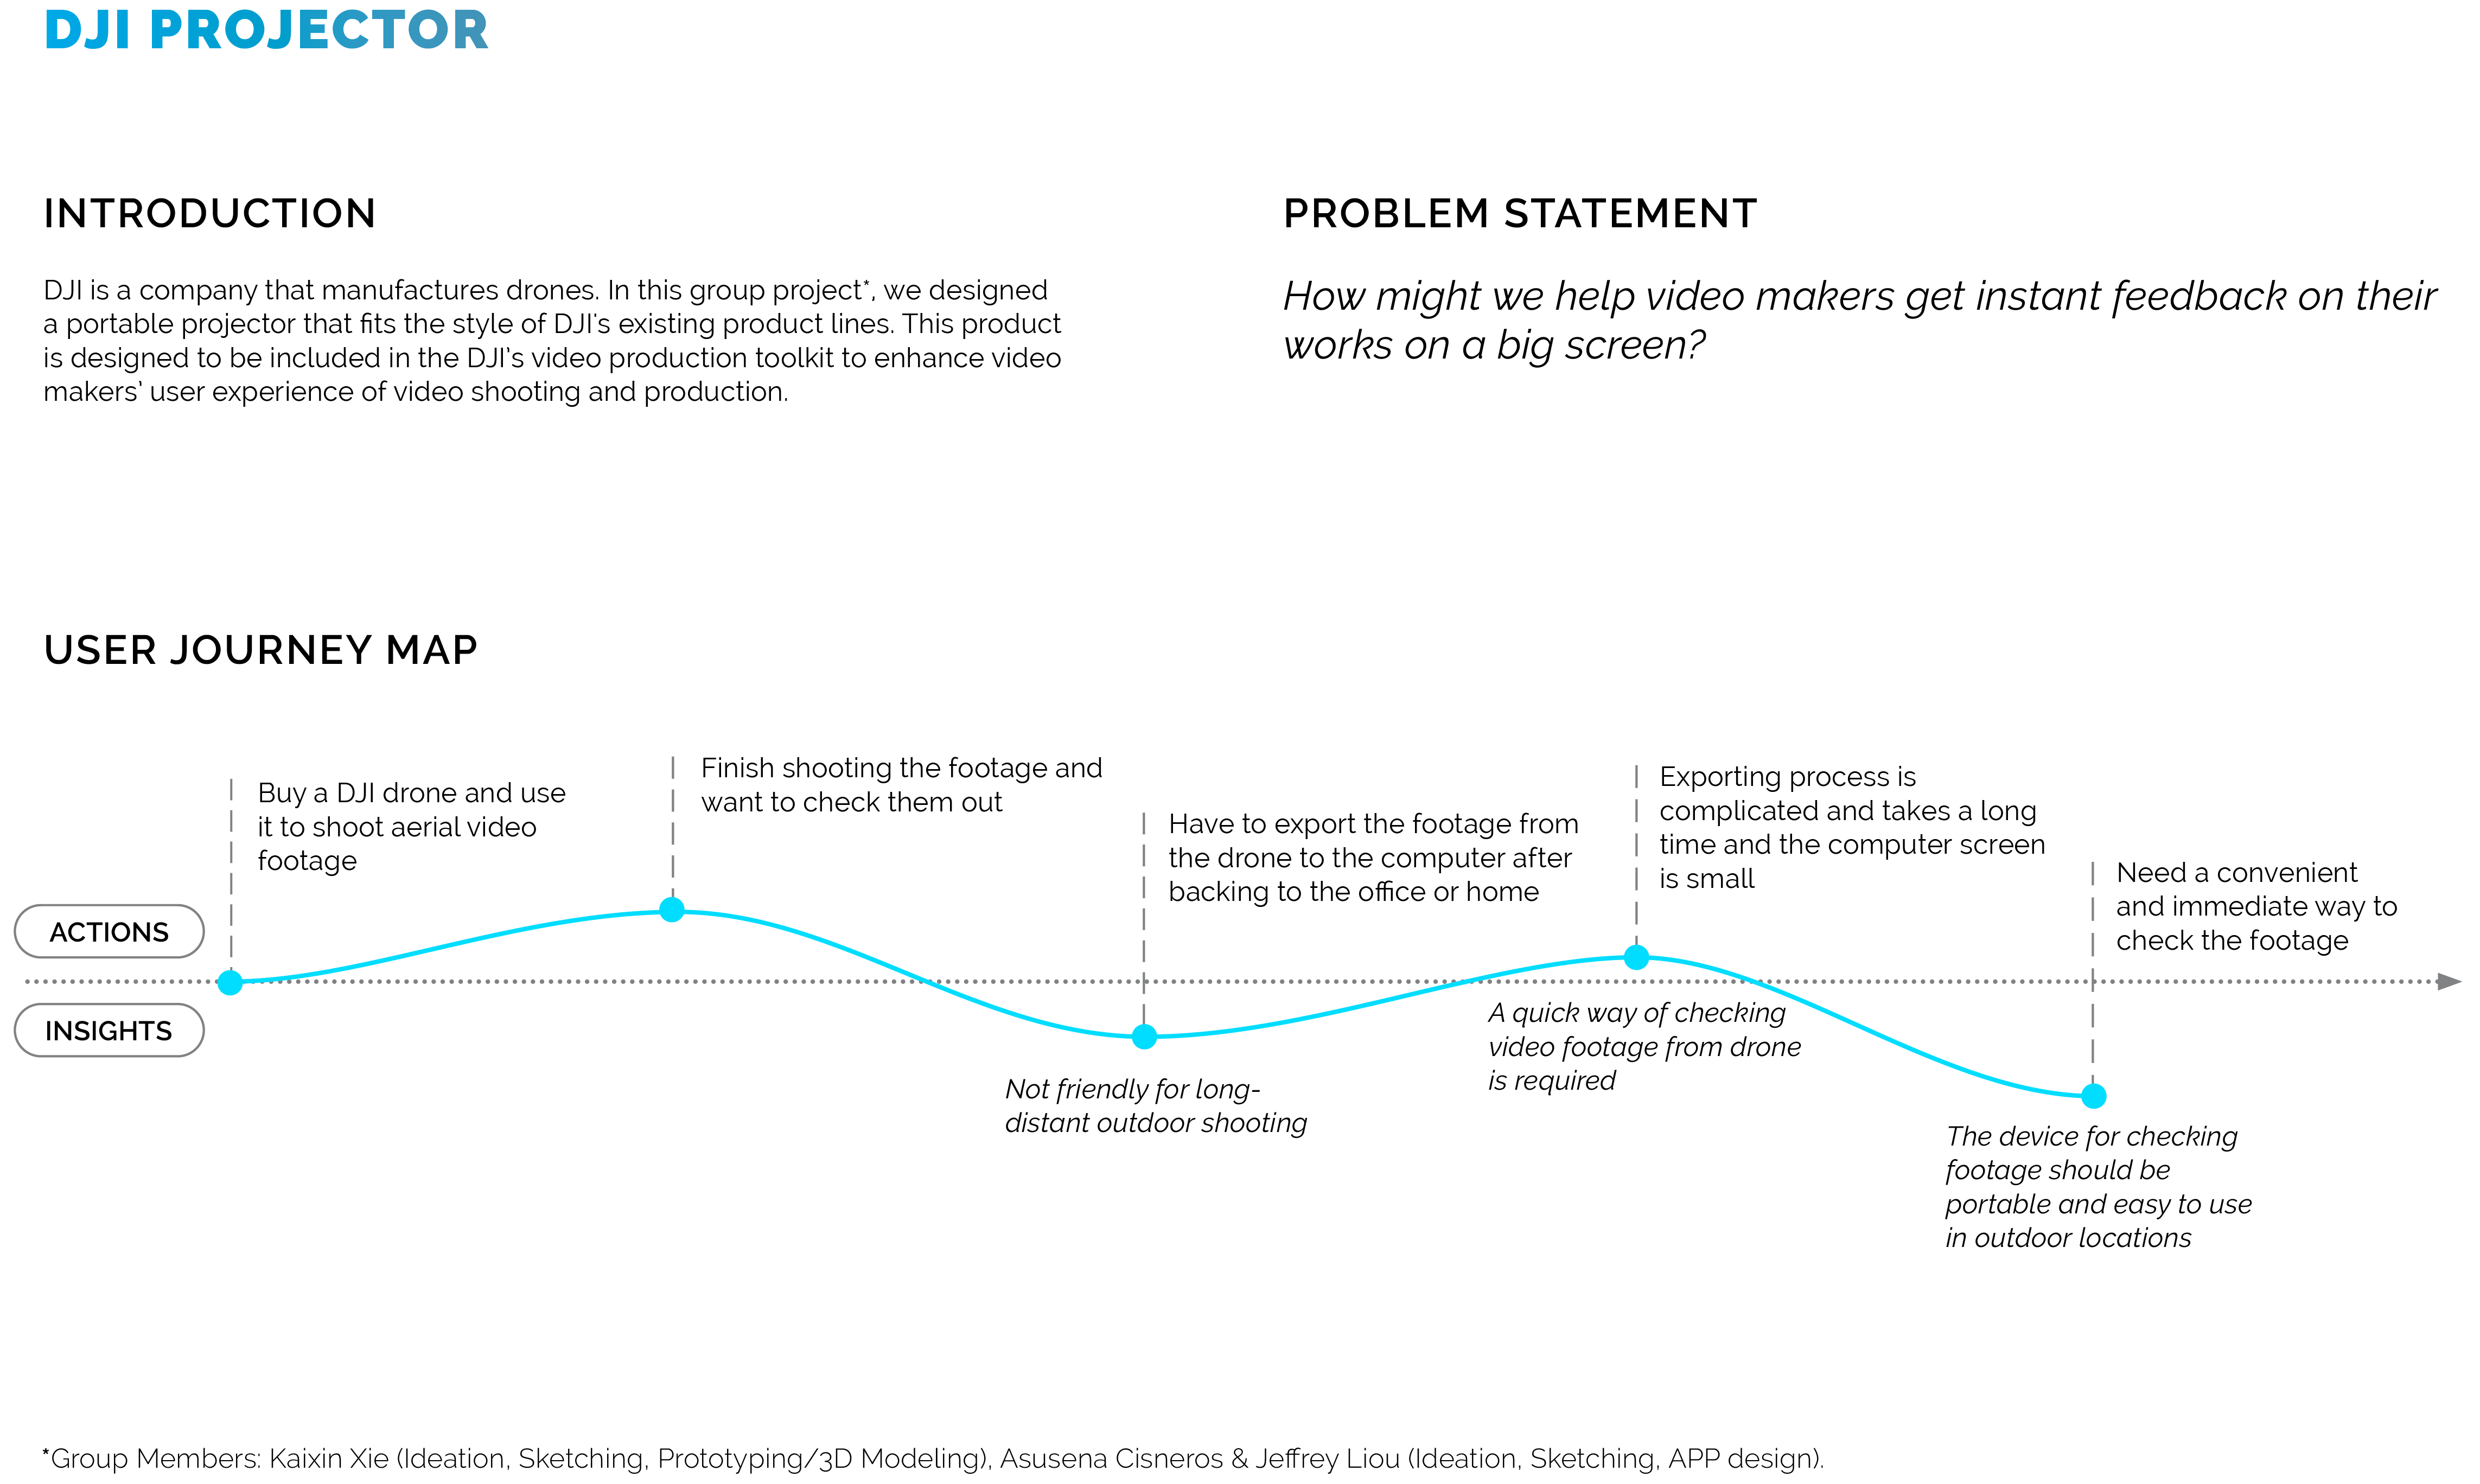 DJI PROJECTOR
INTRODUCTION
DJI is a company that manufactures drones. In this group project*, we designed
a portable projector that fits the style of DJI's existing product lines. This product
is designed to be included in the DJI's video production toolkit to enhance video
makers' user experience of video shooting and production.
PROBLEM STATEMENT
How might we help video makers get instant feedback on their
works on a big screen?
USER JOURNEY MAP
ACTIONS
INSIGHTS
Buy a DJI drone and use
it to shoot aerial video
footage
Finish shooting the footage and
want to check them out
Have to export the footage from
the drone to the computer after
backing to the office or home
Not friendly for long-
distant outdoor shooting
Exporting process is
complicated and takes a long
time and the computer screen
is small
A quick way of checking
video footage from drone
is required
Need a convenient
and immediate way to
check the footage
The device for checking
footage should be
portable and easy to use
in outdoor locations
*Group Members: Kaixin Xie (Ideation, Sketching, Prototyping/3D Modeling), Asusena Cisneros & Jeffrey Liou (Ideation, Sketching, APP design).